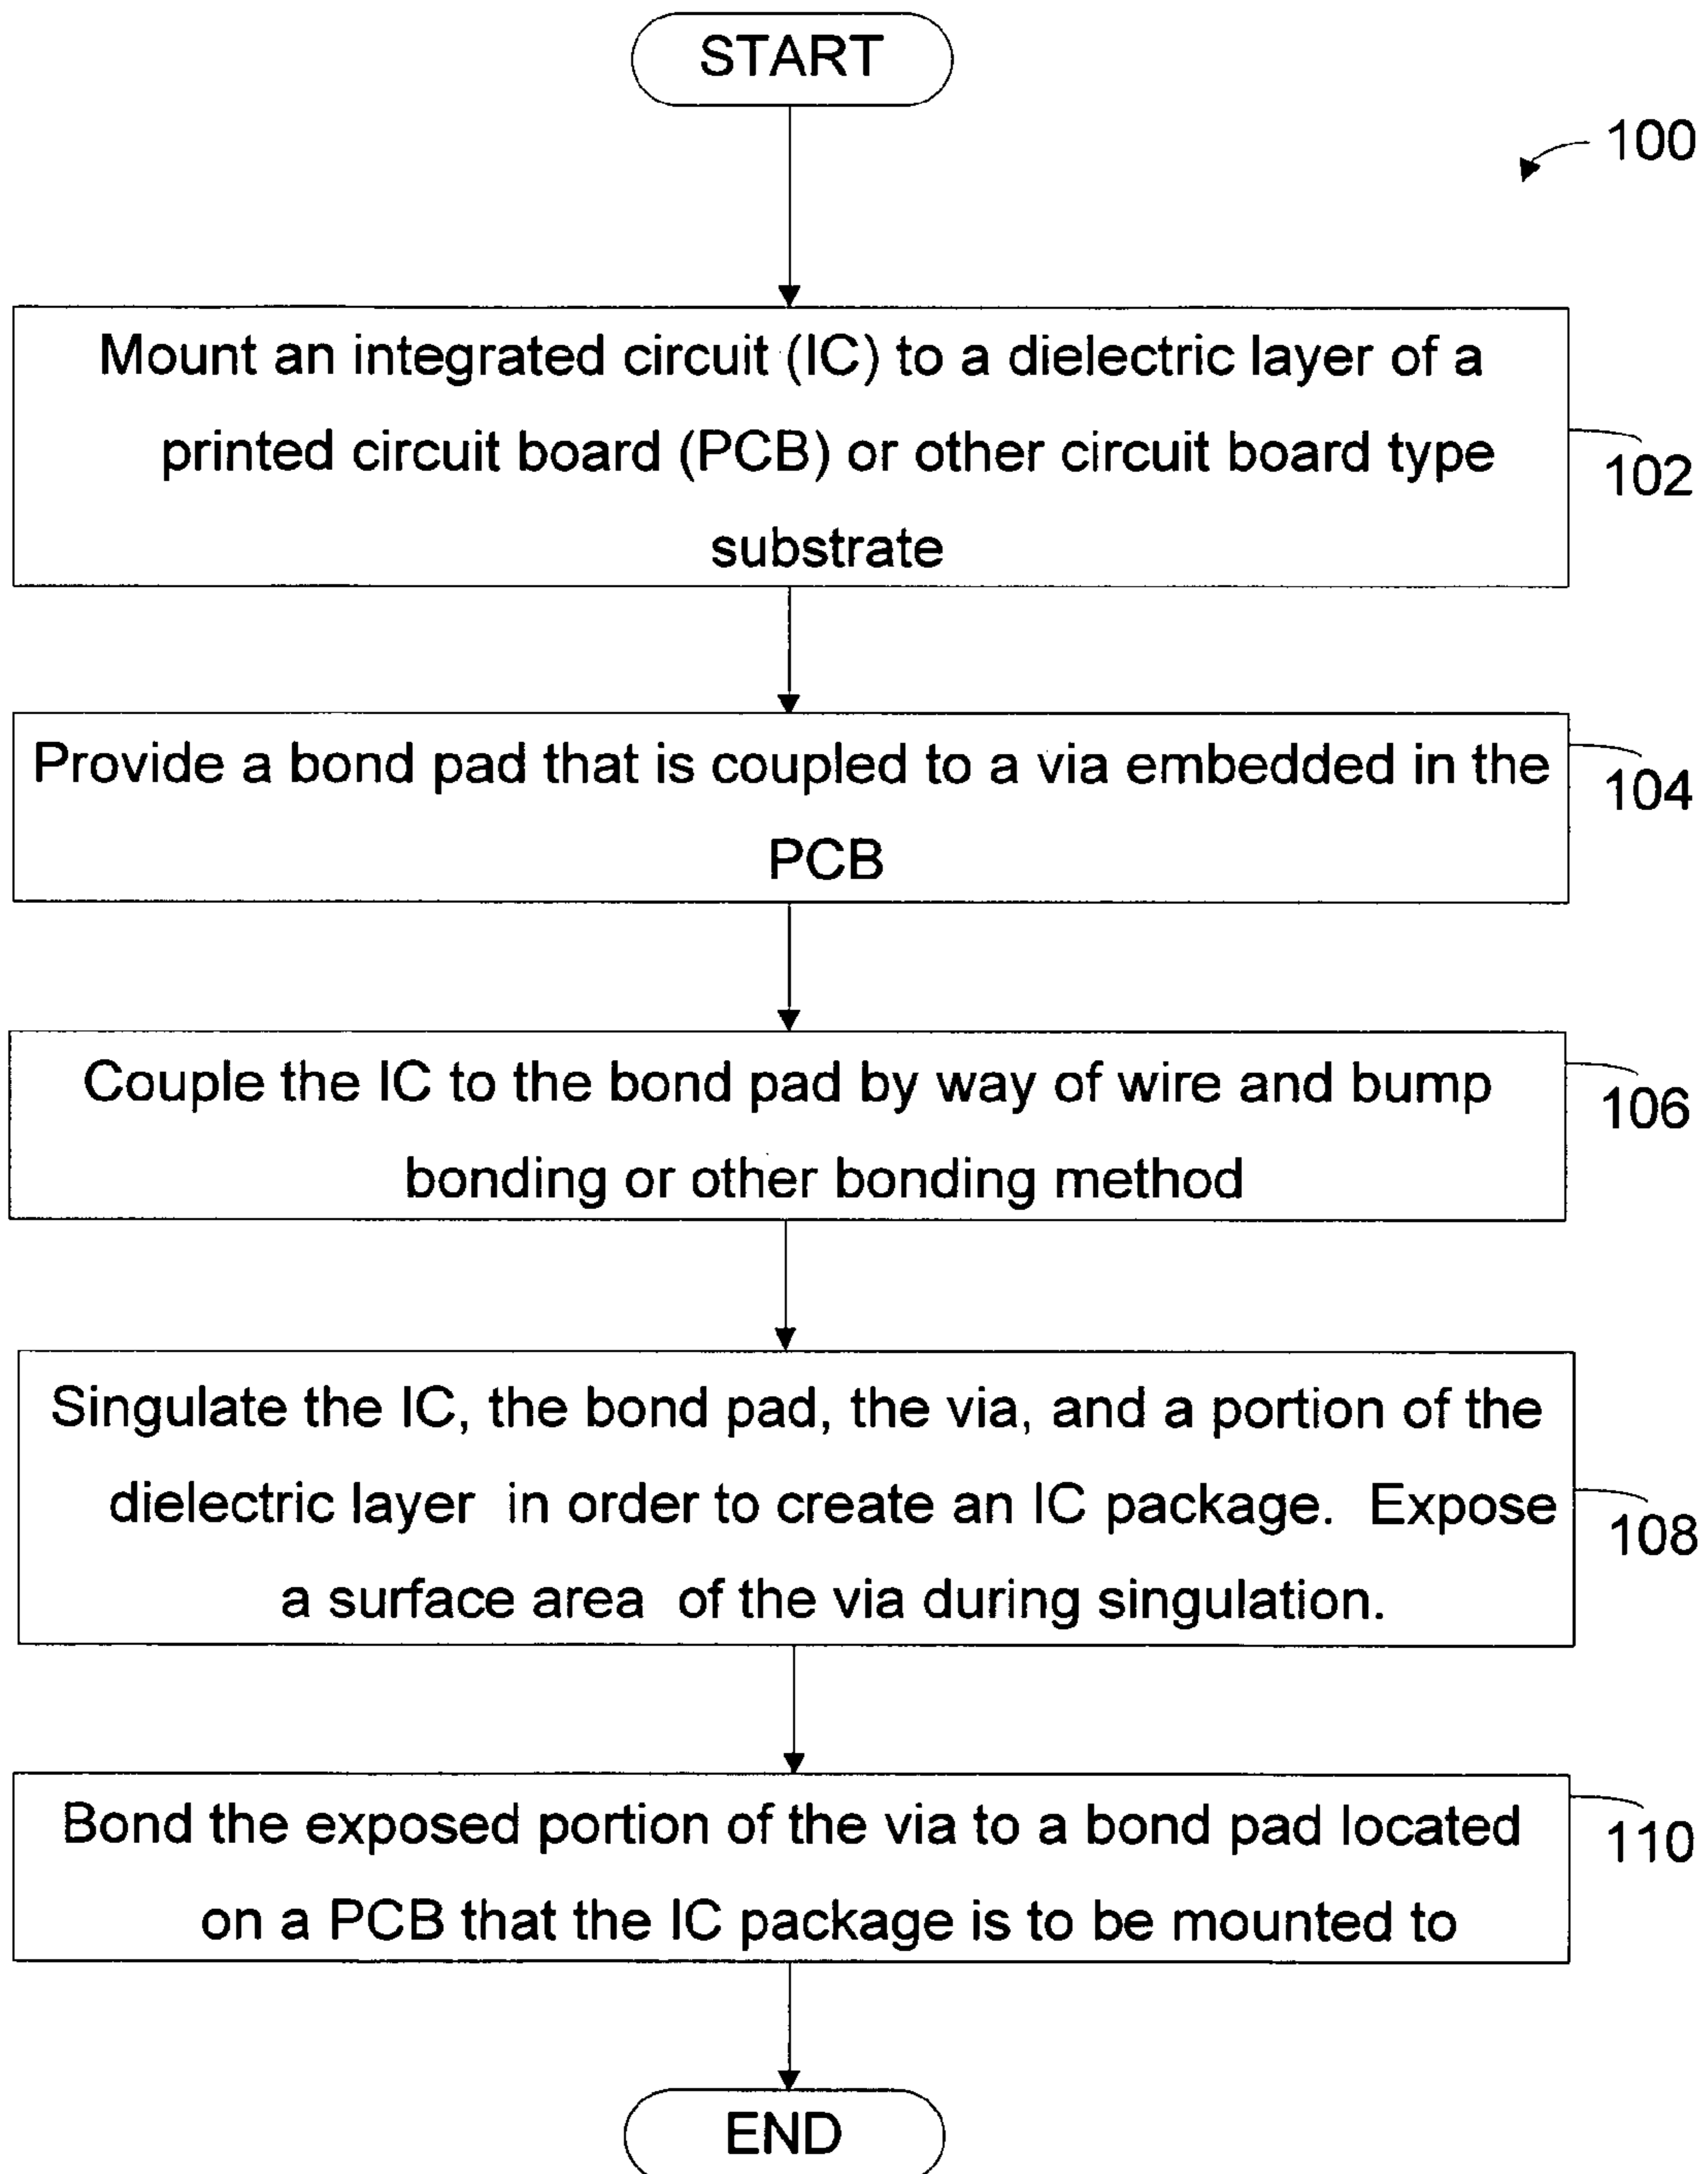 START
100
Mount an integrated circuit (IC) to a dielectric layer of a
printed circuit board (PCB) or other circuit board type
substrate
102
Provide a bond pad that is coupled to a via embedded in the
PCB
104
Couple the IC to the bond pad by way of wire and bump
bonding or other bonding method
106
Singulate the IC, the bond pad, the via, and a portion of the
dielectric layer in order to create an IC package. Expose
a surface area of the via during singulation.
108
Bond the exposed portion of the via to a bond pad located
on a PCB that the IC package is to be mounted to
110
END